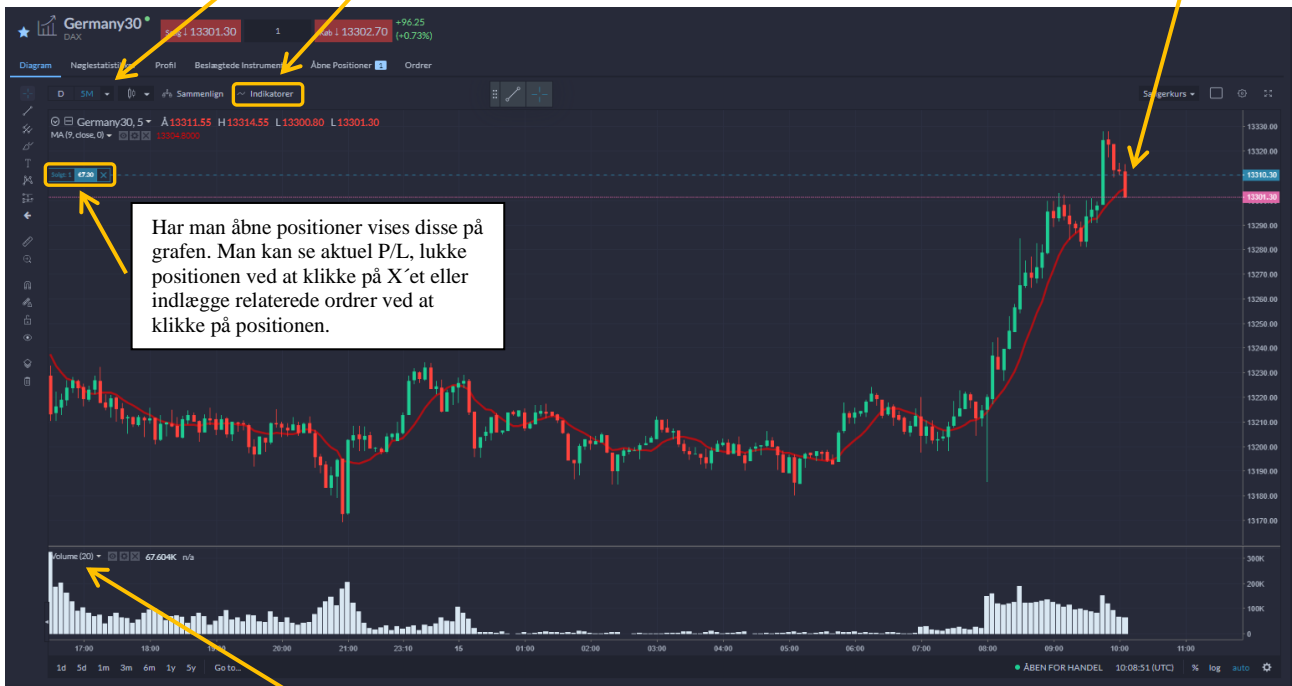 Germany30
DAX
13301.30
1
Køb ↓ 13302.70
+96.25
(+0.73%)
Diagram
Profil
Beslægtede Instrument
Åbne Positioner 1
Ordrer
D 5M
Sammenlign
Indikatorer
Germany30, 5 Å13311.55 H13314.55 L13300.80 L13301.30
MA (9, close, 0)
€7.30 X
Har man åbne positioner vises disse på
grafen. Man kan se aktuel P/L, lukke
positionen ved at klikke på X´et eller
indlægge relaterede ordrer ved at
klikke på positionen.
13330.00
13320.00
13310.30
13301.30
13290.00
13280.00
13270.00
13260.00
13250.00
13240.00
13230.00
13220.00
13210.00
13200.00
13190.00
13180.00
13170.00
Volume (20) 67.604K n/a
300K
200K
100K
0
17:00 18:00 19:00 20:00 21:00 23:10 15 01:00 02:00 03:00 04:00 05:00 06:00 07:00 08:00 09:00 10:00 11:00
1d 5d 1m 3m 6m 1y 5y Go to...
ÅBEN FOR HANDEL 10:08:51 (UTC) % log auto